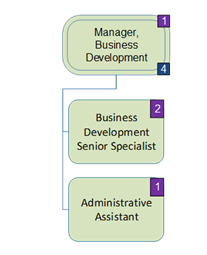 1
Manager,
Business
Development
4
2
Business
Development
Senior Specialist
1
Administrative
Assistant